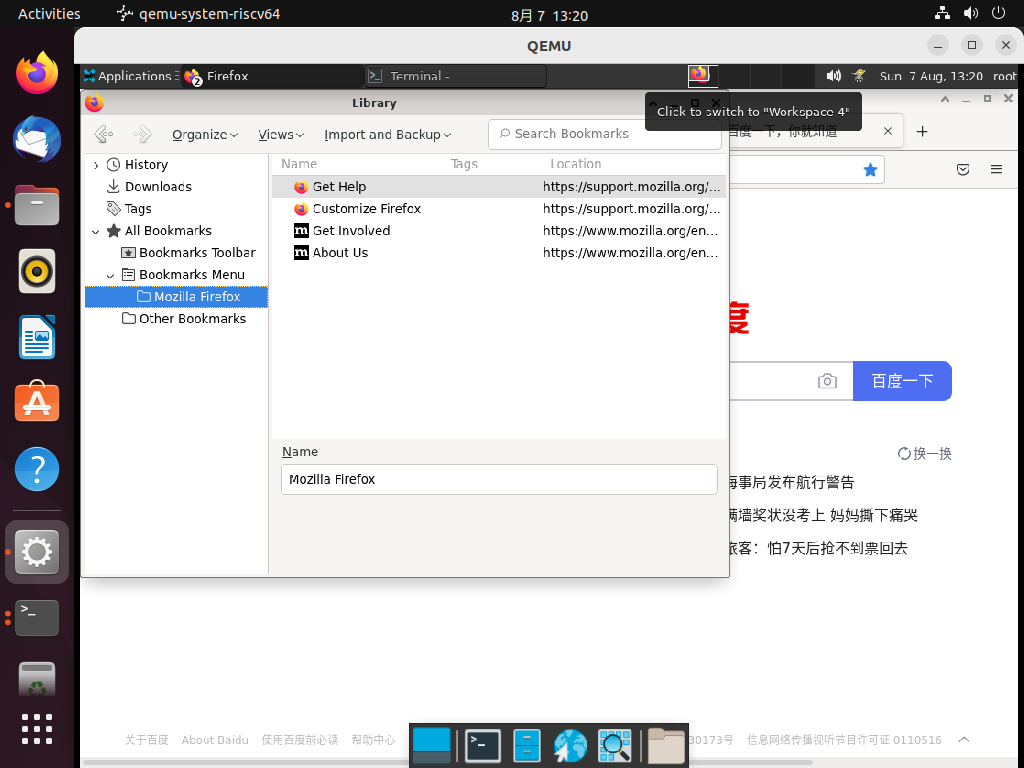 Activities qemu-system-riscv64 8月 7 13:20
QEMU
Applications Firefox Terminal - Sun 7 Aug, 13:20 root
2
Library
Click to switch to "Workspace 4"
Organize Views Import and Backup Search Bookmarks
百度一下，你就知道
History
Downloads
Tags
All Bookmarks
Bookmarks Toolbar
Bookmarks Menu
Mozilla Firefox
Other Bookmarks
Name Tags Location
Get Help https://support.mozilla.org/...
Customize Firefox https://support.mozilla.org/...
Get Involved https://www.mozilla.org/en...
About Us https://www.mozilla.org/en...
Name
Mozilla Firefox
度
百度一下
换一换
海事局发布航行警告
满墙奖状没考上 妈妈撕下痛哭
旅客：怕7天后抢不到票回去
关于百度 About Baidu 使用百度前必读 帮助中心 30173号 信息网络传播视听节目许可证 0110516